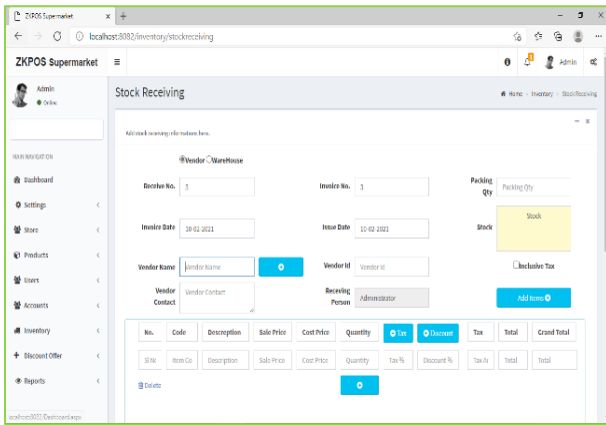 ZKPOS Supermarket
localhost:8082/inventory/stockreceiving
ZKPOS Supermarket
Admin
Admin
Online
Stock Receiving
Home > Inventory > StockReceiving
Add stock receiving informations here.
MAIN NAVIGATION
Dashboard
Settings
Store
Products
Users
Accounts
Inventory
Discount Offer
Reports
Vendor WareHouse
Receive No. 3 Invoice No. 3 Packing Qty Packing Qty
Invoice Date 10-02-2021 Issue Date 10-02-2021 Stock Stock
Vendor Name Vendor Name Vendor Id Vendor Id Inclusive Tax
Vendor Contact Vendor Contact Receving Person Administrator Add Items
No. Code Descreption Sale Price Cost Price Quantity Tax Discount Tax Total Grand Total
Sl No Item Co Description Sale Price Cost Price Quantity Tax % Discount % Tax Ar Total Total
Delete
localhost:8082/Dashboard.aspx